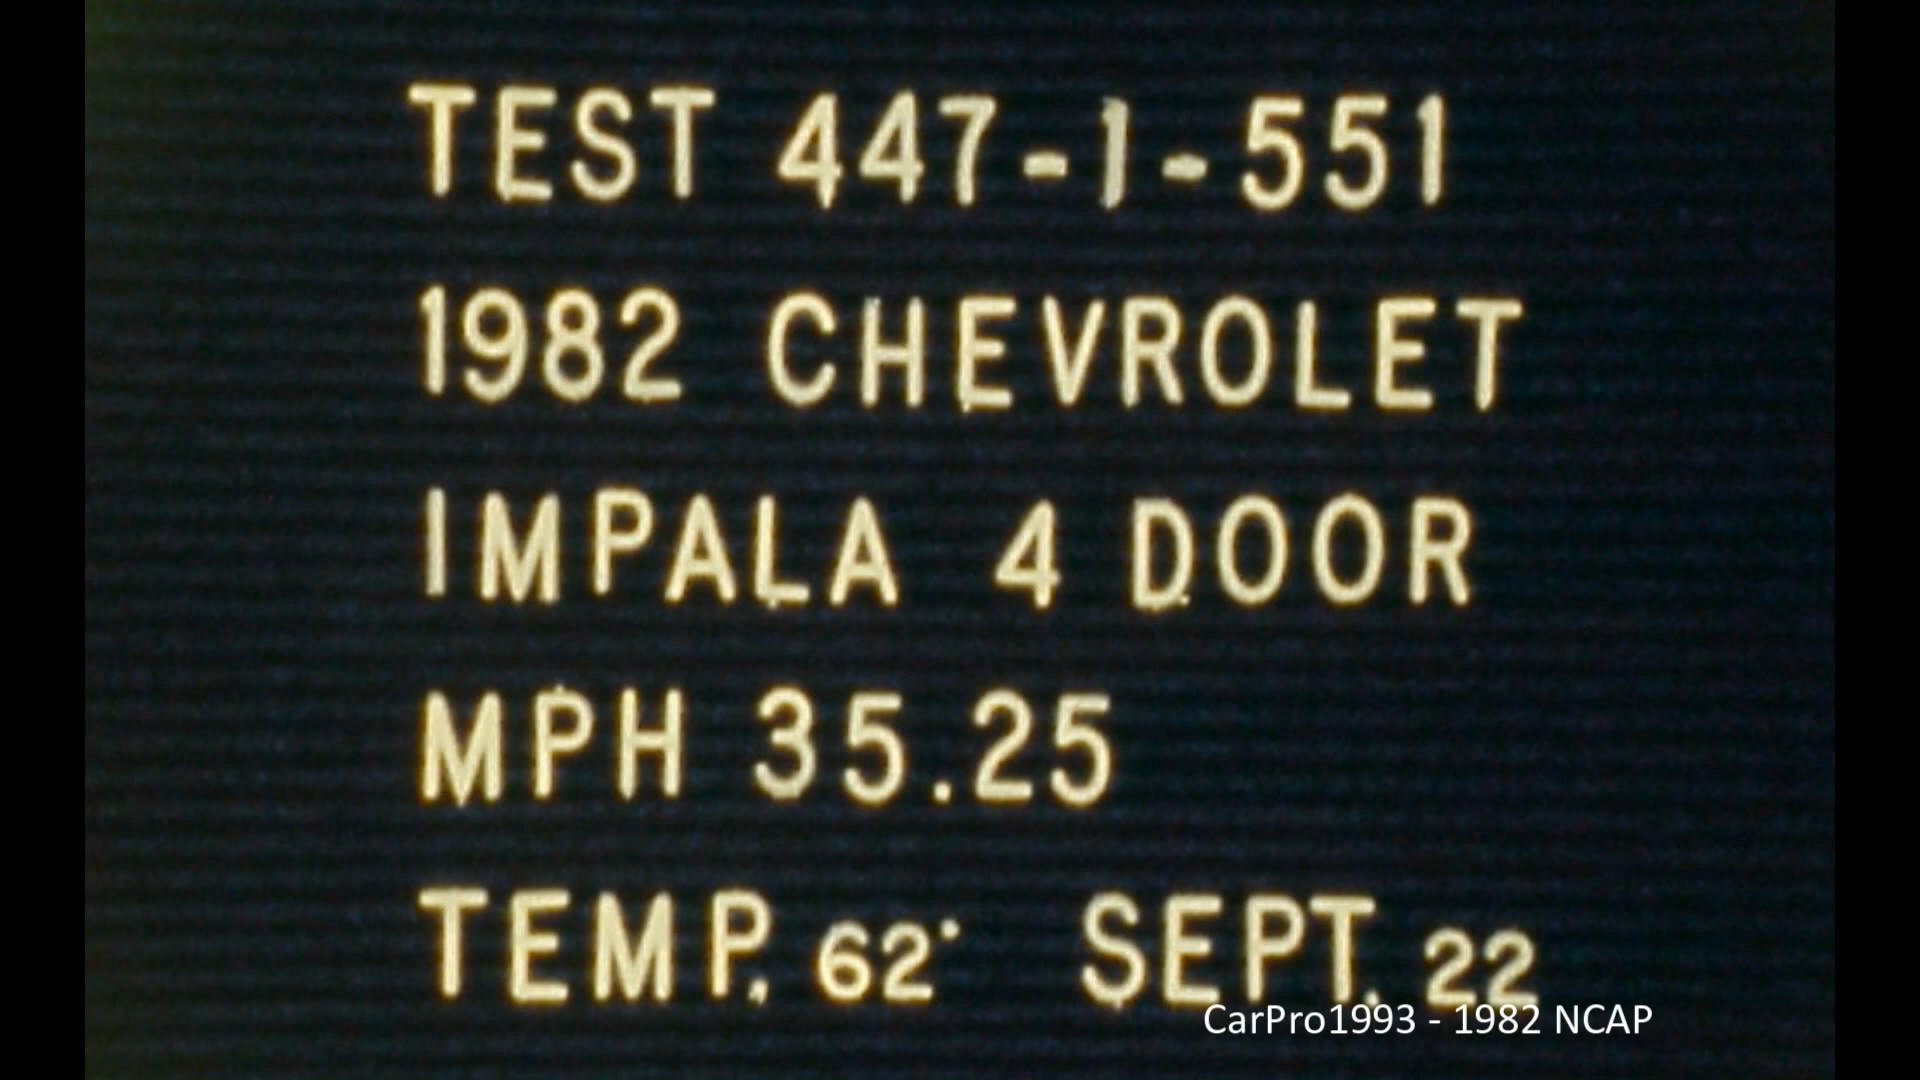 TEST 447-1-551
1982 CHEVROLET
IMPALA 4 DOOR
MPH 35.25
TEMP. 62° SEPT. 22
CarPro1993 - 1982 NCAP